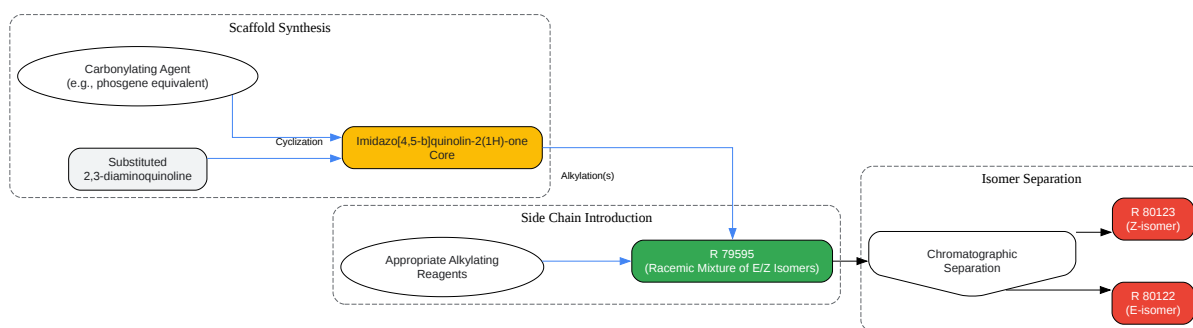 Scaffold Synthesis
Carbonylating Agent
(e.g., phosgene equivalent)
Cyclization
Imidazo[4,5-b]quinolin-2(1H)-one
Core
Substituted
2,3-diaminoquinoline
Alkylation(s)
Side Chain Introduction
Appropriate Alkylating
Reagents
R 79595
(Racemic Mixture of E/Z Isomers)
Isomer Separation
Chromatographic
Separation
R 80123
(Z-isomer)
R 80122
(E-isomer)